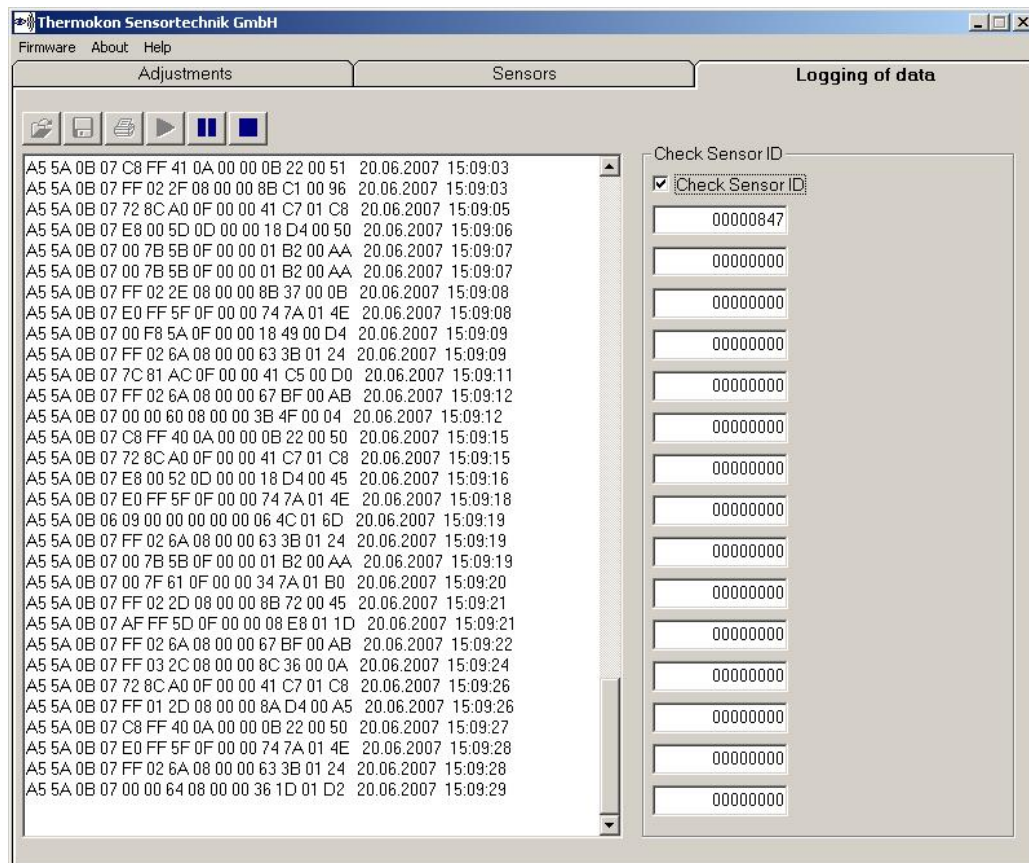 Thermokon Sensortechnik GmbH
Firmware About Help
Adjustments Sensors Logging of data
A5 5A 0B 07 C8 FF 41 0A 00 00 0B 22 00 51 20.06.2007 15:09:03
A5 5A 0B 07 FF 02 2F 08 00 00 8B C1 00 96 20.06.2007 15:09:03
A5 5A 0B 07 72 8C A0 0F 00 00 41 C7 01 C8 20.06.2007 15:09:05
A5 5A 0B 07 E8 00 5D 0D 00 00 18 D4 00 50 20.06.2007 15:09:06
A5 5A 0B 07 00 7B 5B 0F 00 00 01 B2 00 AA 20.06.2007 15:09:07
A5 5A 0B 07 00 7B 5B 0F 00 00 01 B2 00 AA 20.06.2007 15:09:07
A5 5A 0B 07 FF 02 2E 08 00 00 8B 37 00 0B 20.06.2007 15:09:08
A5 5A 0B 07 E0 FF 5F 0F 00 00 74 7A 01 4E 20.06.2007 15:09:08
A5 5A 0B 07 00 F8 5A 0F 00 00 18 49 00 D4 20.06.2007 15:09:09
A5 5A 0B 07 FF 02 6A 08 00 00 63 3B 01 24 20.06.2007 15:09:09
A5 5A 0B 07 7C 81 AC 0F 00 00 41 C5 00 D0 20.06.2007 15:09:11
A5 5A 0B 07 FF 02 6A 08 00 00 67 BF 00 AB 20.06.2007 15:09:12
A5 5A 0B 07 00 00 60 08 00 00 3B 4F 00 04 20.06.2007 15:09:12
A5 5A 0B 07 C8 FF 40 0A 00 00 0B 22 00 50 20.06.2007 15:09:15
A5 5A 0B 07 72 8C A0 0F 00 00 41 C7 01 C8 20.06.2007 15:09:15
A5 5A 0B 07 E8 00 52 0D 00 00 18 D4 00 45 20.06.2007 15:09:16
A5 5A 0B 07 E0 FF 5F 0F 00 00 74 7A 01 4E 20.06.2007 15:09:18
A5 5A 0B 06 09 00 00 00 00 00 06 4C 01 6D 20.06.2007 15:09:19
A5 5A 0B 07 FF 02 6A 08 00 00 63 3B 01 24 20.06.2007 15:09:19
A5 5A 0B 07 00 7B 5B 0F 00 00 01 B2 00 AA 20.06.2007 15:09:19
A5 5A 0B 07 00 7F 61 0F 00 00 34 7A 01 B0 20.06.2007 15:09:20
A5 5A 0B 07 FF 02 2D 08 00 00 8B 72 00 45 20.06.2007 15:09:21
A5 5A 0B 07 AF FF 5D 0F 00 00 08 E8 01 1D 20.06.2007 15:09:21
A5 5A 0B 07 FF 02 6A 08 00 00 67 BF 00 AB 20.06.2007 15:09:22
A5 5A 0B 07 FF 03 2C 08 00 00 8C 36 00 0A 20.06.2007 15:09:24
A5 5A 0B 07 72 8C A0 0F 00 00 41 C7 01 C8 20.06.2007 15:09:26
A5 5A 0B 07 FF 01 2D 08 00 00 8A D4 00 A5 20.06.2007 15:09:26
A5 5A 0B 07 C8 FF 40 0A 00 00 0B 22 00 50 20.06.2007 15:09:27
A5 5A 0B 07 E0 FF 5F 0F 00 00 74 7A 01 4E 20.06.2007 15:09:28
A5 5A 0B 07 FF 02 6A 08 00 00 63 3B 01 24 20.06.2007 15:09:28
A5 5A 0B 07 00 00 64 08 00 00 36 1D 01 D2 20.06.2007 15:09:29
Check Sensor ID
Check Sensor ID
00000847
00000000
00000000
00000000
00000000
00000000
00000000
00000000
00000000
00000000
00000000
00000000
00000000
00000000
00000000